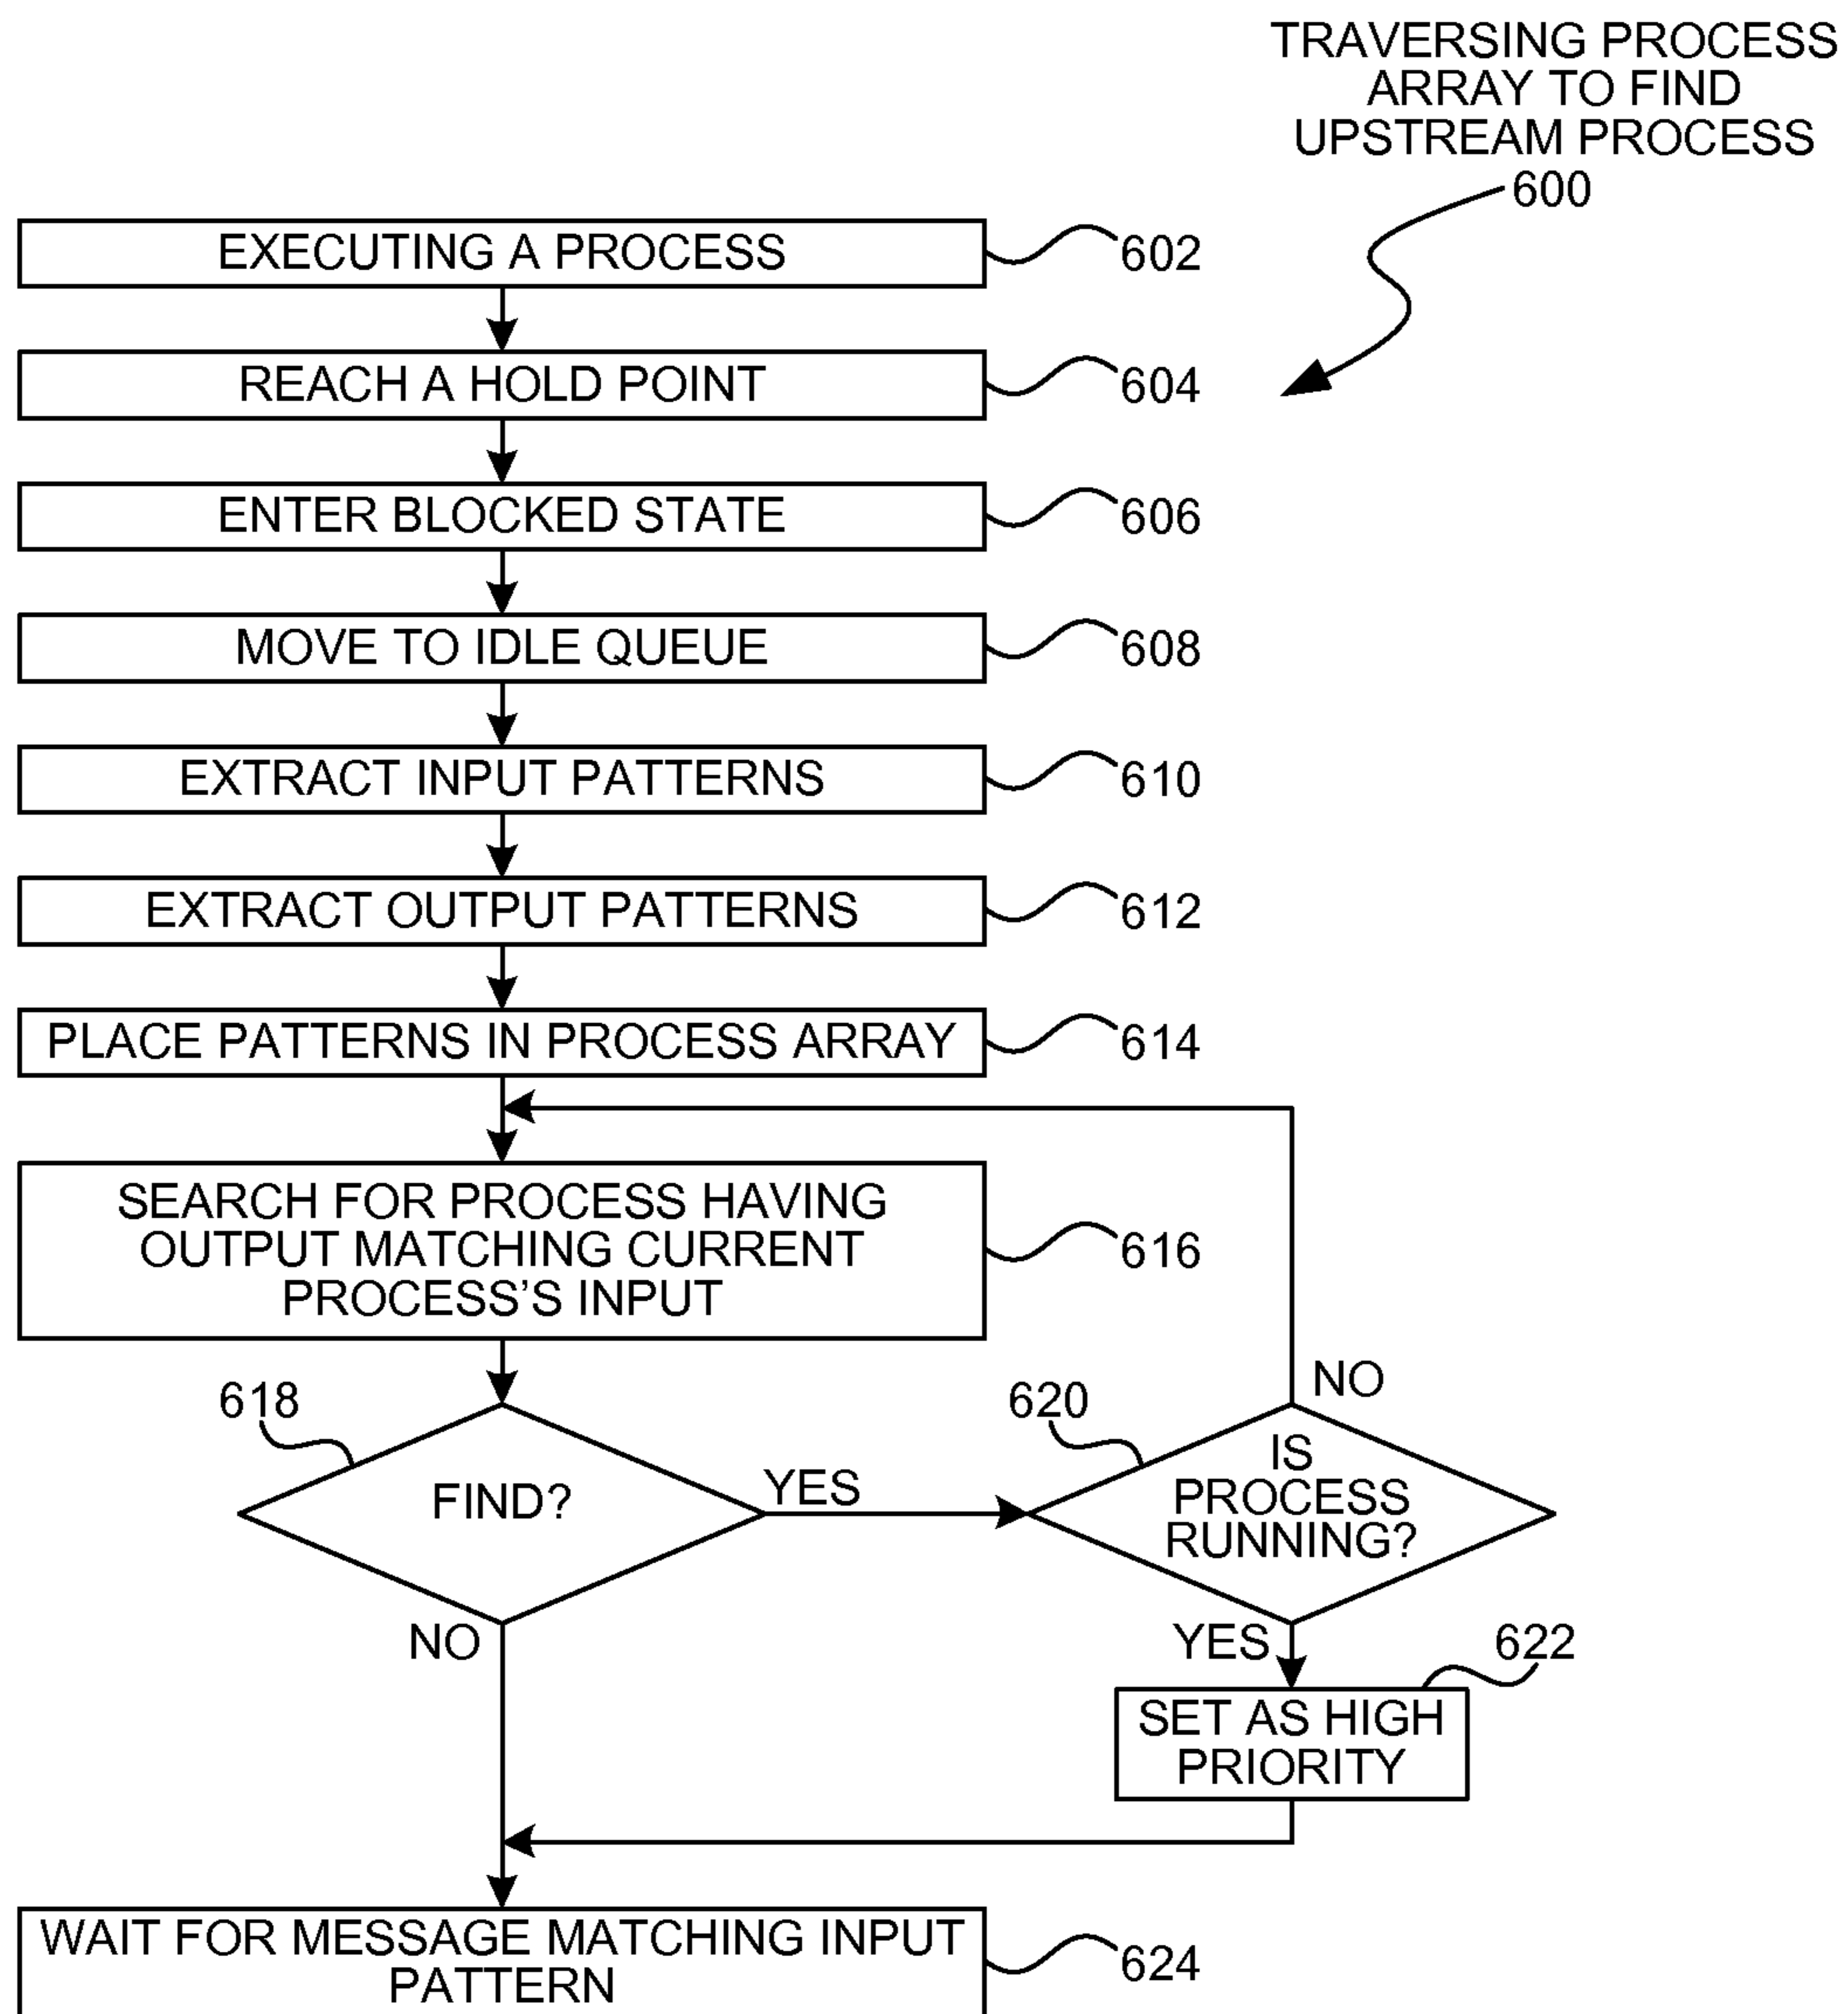 TRAVERSING PROCESS
ARRAY TO FIND
UPSTREAM PROCESS
600
EXECUTING A PROCESS
602
REACH A HOLD POINT
604
ENTER BLOCKED STATE
606
MOVE TO IDLE QUEUE
608
EXTRACT INPUT PATTERNS
610
EXTRACT OUTPUT PATTERNS
612
PLACE PATTERNS IN PROCESS ARRAY
614
SEARCH FOR PROCESS HAVING
OUTPUT MATCHING CURRENT
PROCESS'S INPUT
616
618
FIND?
YES
NO
620
NO
IS
PROCESS
RUNNING?
YES
622
SET AS HIGH
PRIORITY
WAIT FOR MESSAGE MATCHING INPUT
PATTERN
624